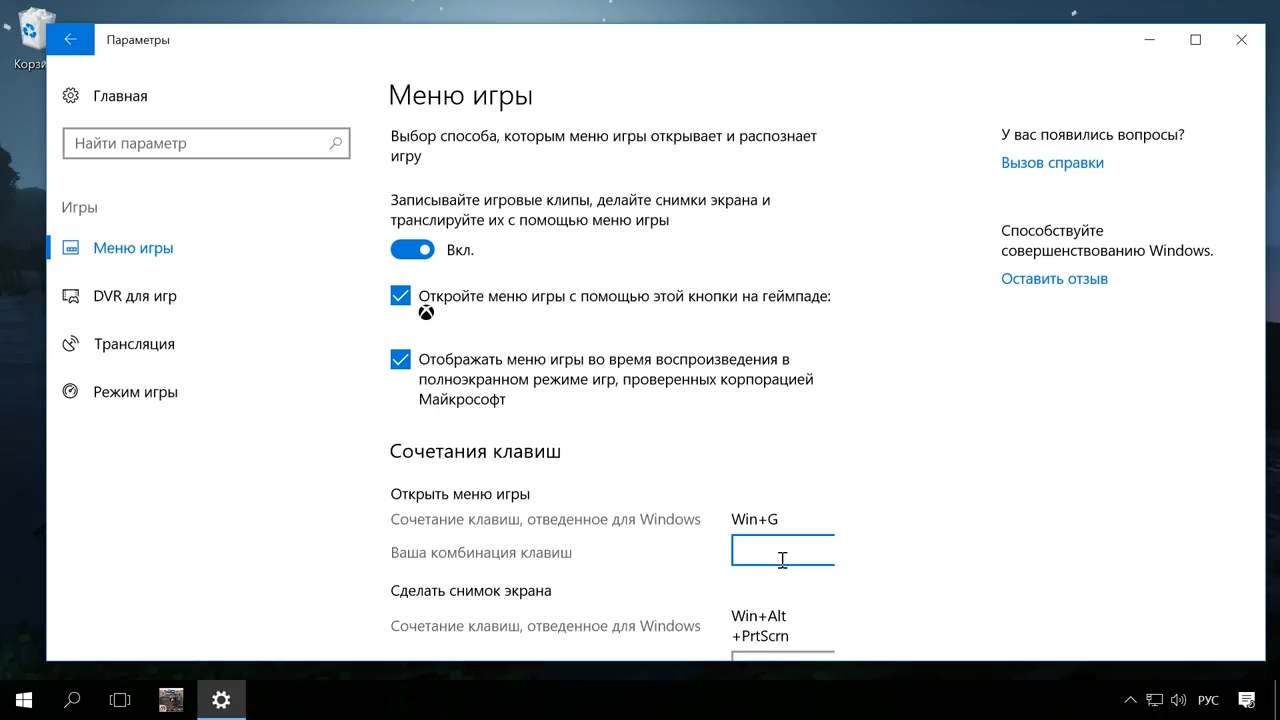 Корзи
Параметры
Главная
Найти параметр
Игры
Меню игры
DVR для игр
Трансляция
Режим игры
Меню игры
Выбор способа, которым меню игры открывает и распознает
игру
Записывайте игровые клипы, делайте снимки экрана и
транслируйте их с помощью меню игры
Вкл.
Откройте меню игры с помощью этой кнопки на геймпаде:
Отображать меню игры во время воспроизведения в
полноэкранном режиме игр, проверенных корпорацией
Майкрософт
Сочетания клавиш
Открыть меню игры
Сочетание клавиш, отведенное для Windows Win+G
Ваша комбинация клавиш
Сделать снимок экрана
Сочетание клавиш, отведенное для Windows Win+Alt
+PrtScrn
У вас появились вопросы?
Вызов справки
Способствуйте
совершенствованию Windows.
Оставить отзыв
РУС